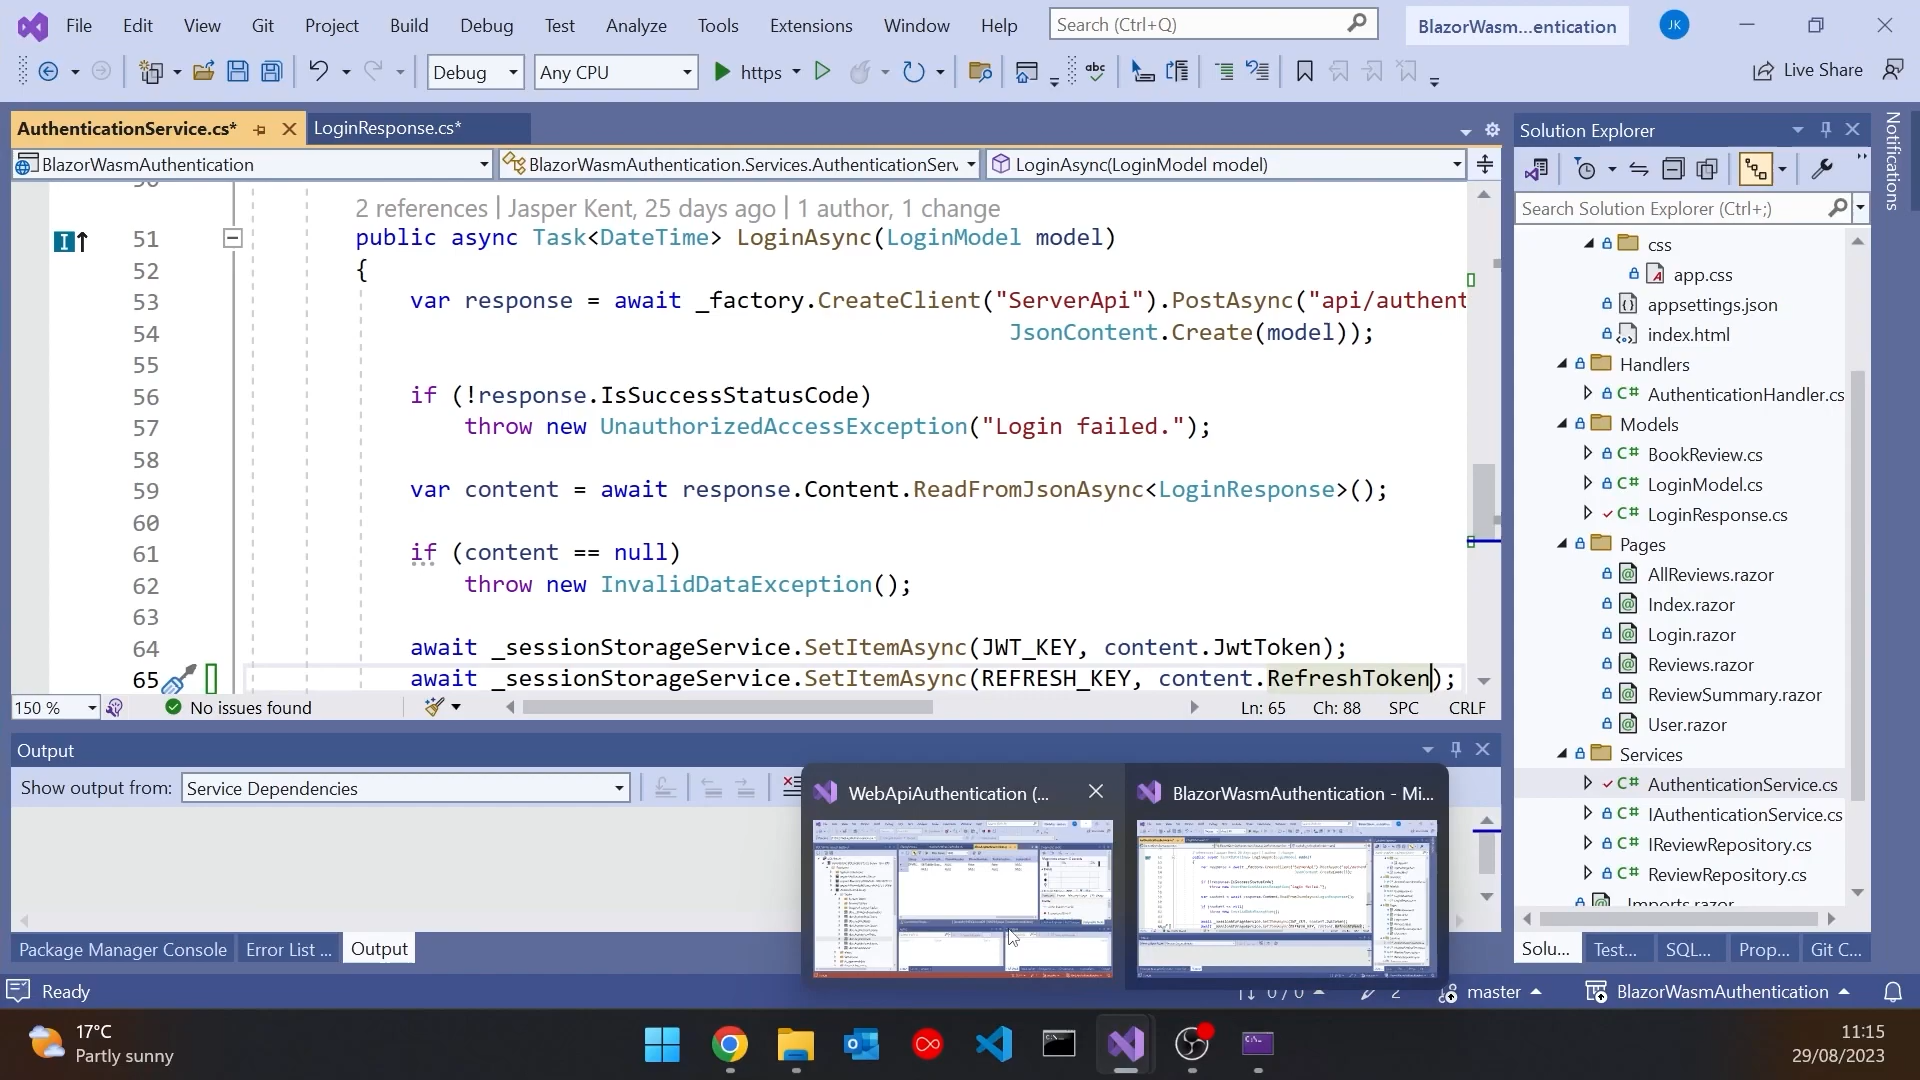 File Edit View Git Project Build Debug Test Analyze Tools Extensions Window Help Search (Ctrl+Q) BlazorWasm...entication JK
Debug Any CPU https Live Share
AuthenticationService.cs* LoginResponse.cs*
BlazorWasmAuthentication BlazorWasmAuthentication.Services.AuthenticationServ LoginAsync(LoginModel model)
2 references | Jasper Kent, 25 days ago | 1 author, 1 change
51 public async Task<DateTime> LoginAsync(LoginModel model)
52 {
53 var response = await _factory.CreateClient("ServerApi").PostAsync("api/authent
54 JsonContent.Create(model));
55
56 if (!response.IsSuccessStatusCode)
57 throw new UnauthorizedAccessException("Login failed.");
58
59 var content = await response.Content.ReadFromJsonAsync<LoginResponse>();
60
61 if (content == null)
62 throw new InvalidDataException();
63
64 await _sessionStorageService.SetItemAsync(JWT_KEY, content.JwtToken);
65 await _sessionStorageService.SetItemAsync(REFRESH_KEY, content.RefreshToken);
150 % No issues found Ln: 65 Ch: 88 SPC CRLF
Output
Show output from: Service Dependencies
Package Manager Console Error List ... Output
Solution Explorer
Search Solution Explorer (Ctrl+;)
css
app.css
appsettings.json
index.html
Handlers
AuthenticationHandler.cs
Models
BookReview.cs
LoginModel.cs
LoginResponse.cs
Pages
AllReviews.razor
Index.razor
Login.razor
Reviews.razor
ReviewSummary.razor
User.razor
Services
AuthenticationService.cs
IAuthenticationService.cs
IReviewRepository.cs
ReviewRepository.cs
Imports.razor
Solu... Test... SQL... Prop... Git C...
Notifications
WebApiAuthentication (... BlazorWasmAuthentication - Mi...
Ready 0 / 0 2 master BlazorWasmAuthentication
17°C
Partly sunny
11:15
29/08/2023